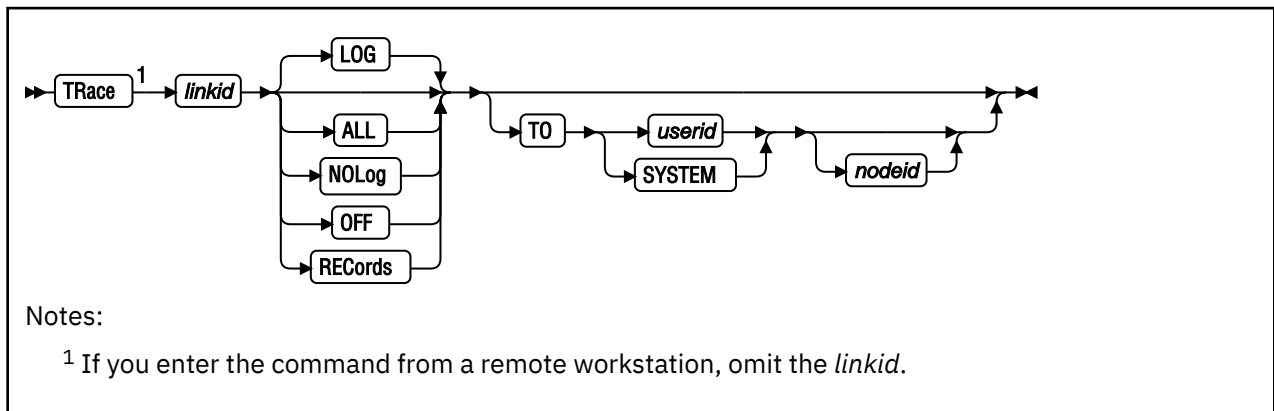 LOG
TRace 1 linkid
ALL TO userid
NOLog SYSTEM nodeid
OFF
RECords
Notes:
1 If you enter the command from a remote workstation, omit the linkid.